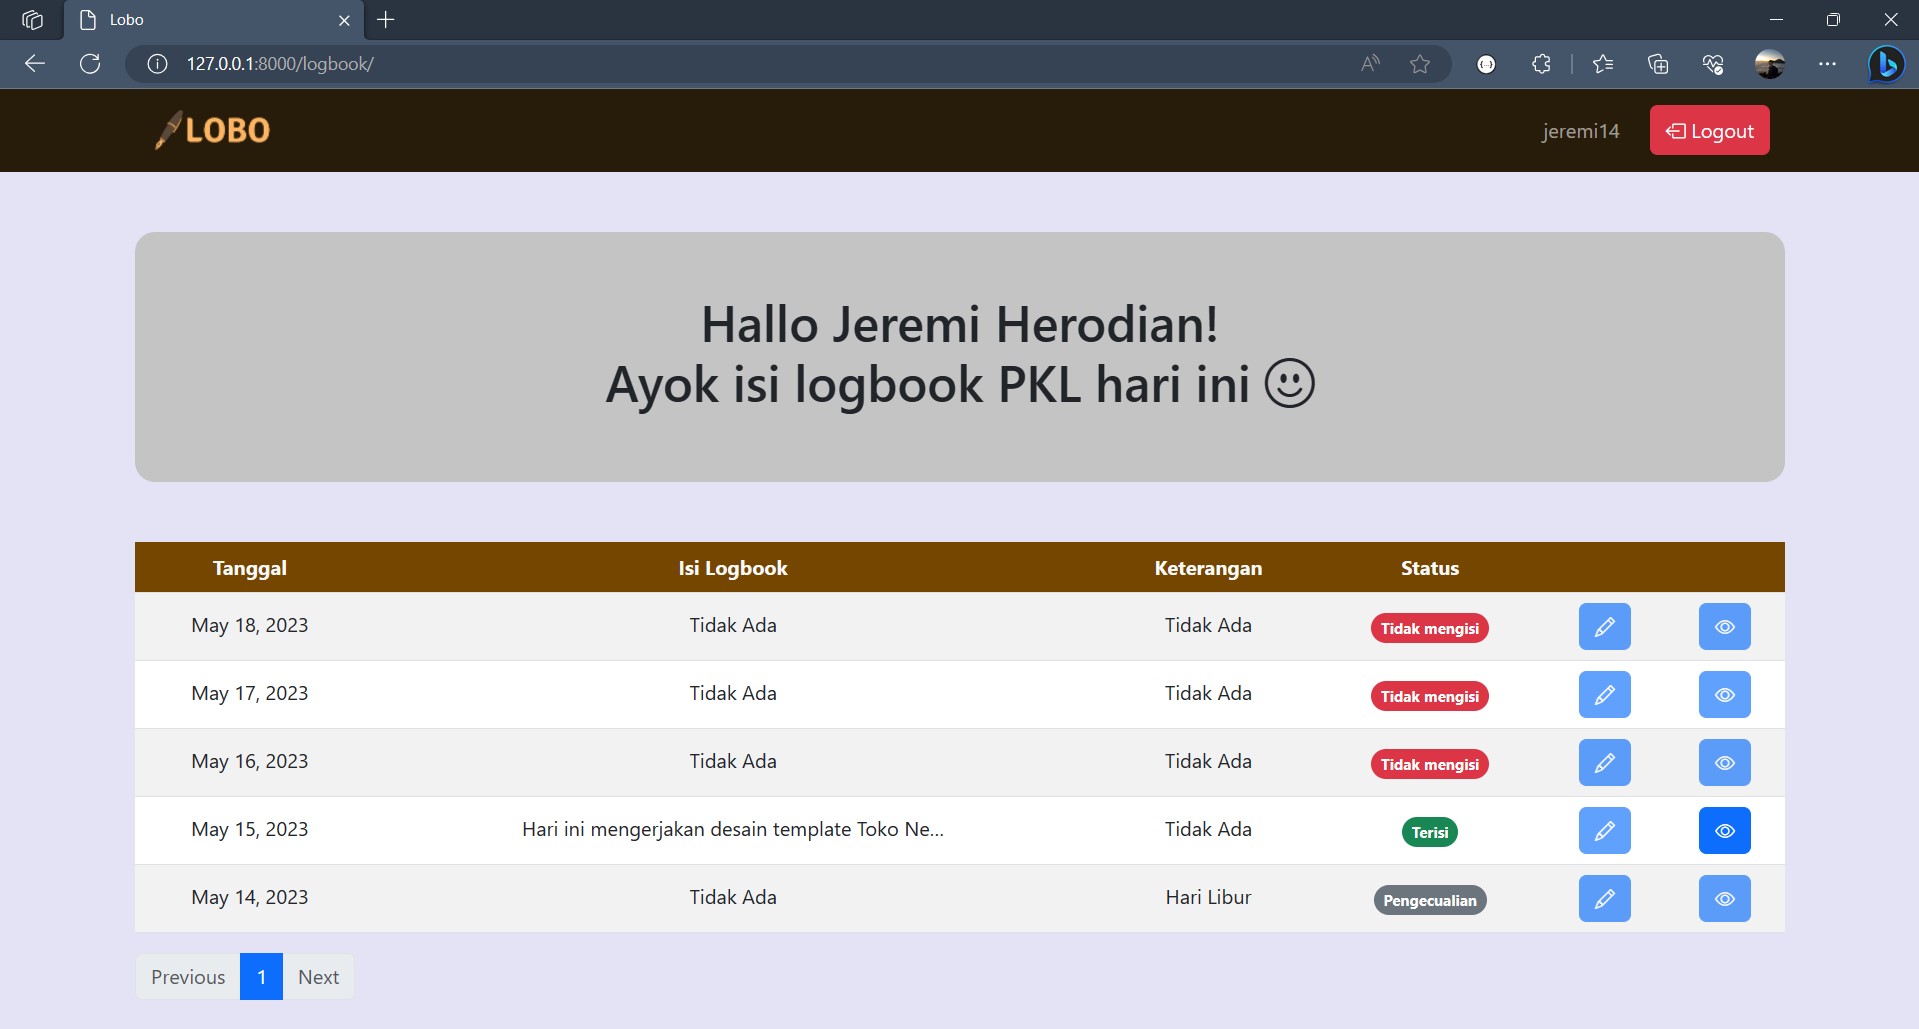 Lobo
127.0.0.1:8000/logbook/
LOBO
jeremi14
Logout
Hallo Jeremi Herodian!
Ayok isi logbook PKL hari ini
Tanggal Isi Logbook Keterangan Status
May 18, 2023 Tidak Ada Tidak Ada Tidak mengisi
May 17, 2023 Tidak Ada Tidak Ada Tidak mengisi
May 16, 2023 Tidak Ada Tidak Ada Tidak mengisi
May 15, 2023 Hari ini mengerjakan desain template Toko Ne... Tidak Ada Terisi
May 14, 2023 Tidak Ada Hari Libur Pengecualian
Previous 1 Next